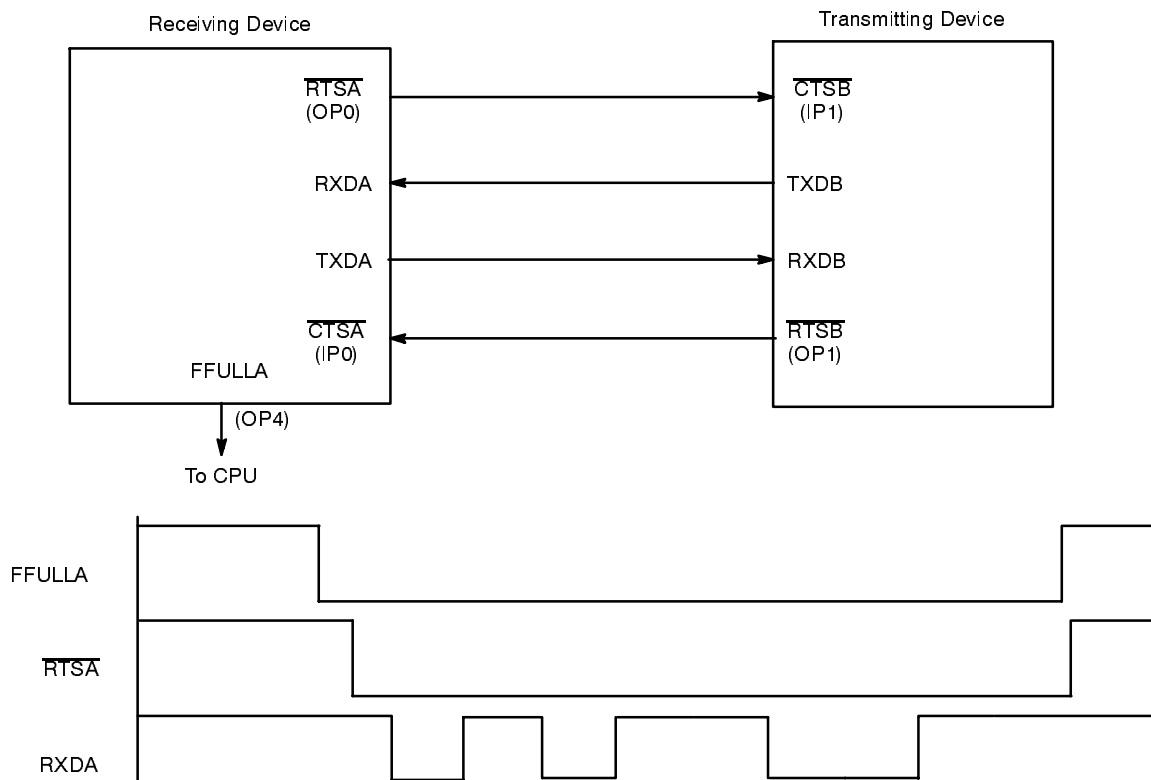 Receiving Device
Transmitting Device
RTSA
(OP0)
CTSB
(IP1)
RXDA
TXDB
TXDA
RXDB
CTSA
(IP0)
RTSB
(OP1)
FFULLA
(OP4)
To CPU
FFULLA
RTSA
RXDA